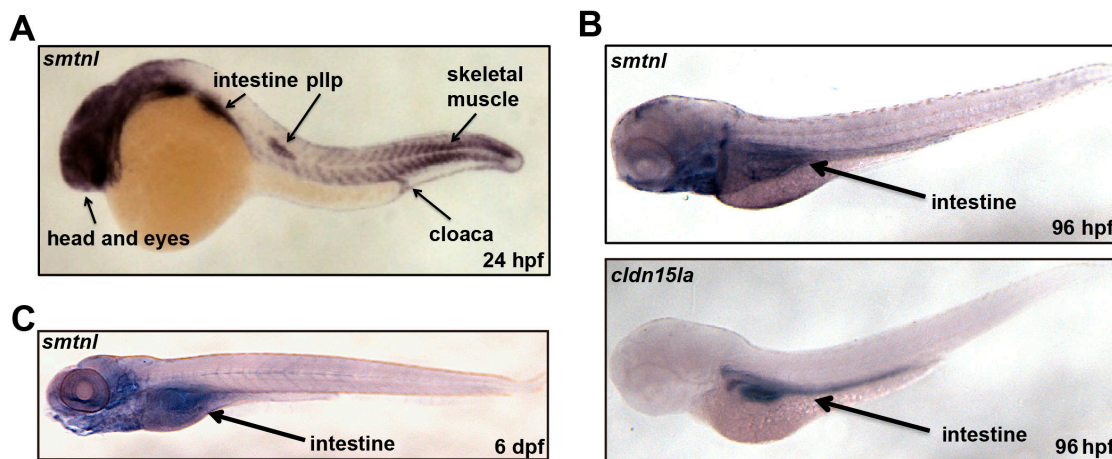 A
smtnl
intestine pllp
skeletal
muscle
head and eyes
cloaca
24 hpf
B
smtnl
intestine
96 hpf
cldn15la
intestine
96 hpf
C
smtnl
intestine
6 dpf